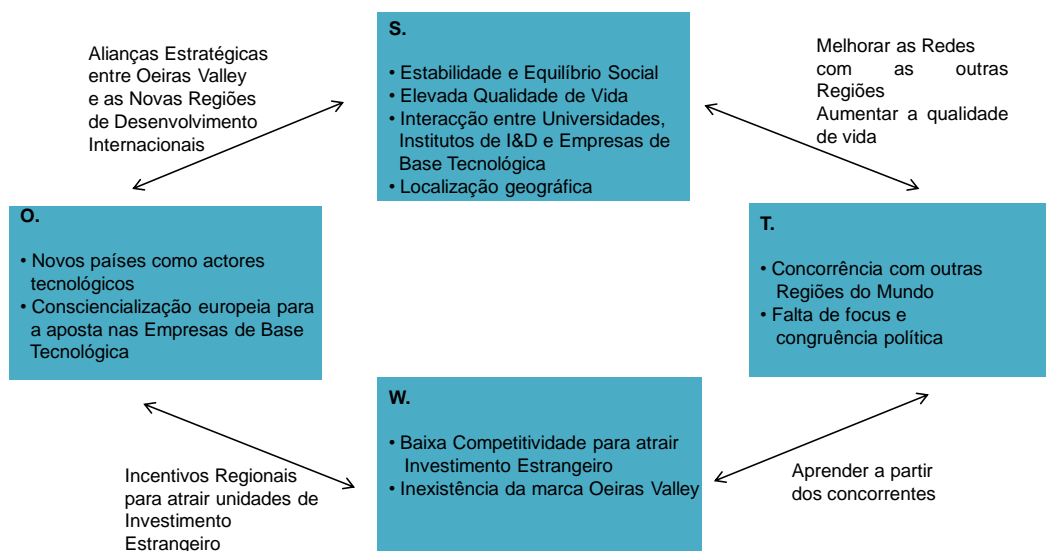 Alianças Estratégicas
entre Oeiras Valley
e as Novas Regiões
de Desenvolvimento
Internacionais
S.
• Estabilidade e Equilíbrio Social
• Elevada Qualidade de Vida
• Interacção entre Universidades,
Institutos de I&D e Empresas de
Base Tecnológica
• Localização geográfica
Melhorar as Redes
com as outras
Regiões
Aumentar a qualidade
de vida
O.
• Novos países como actores
tecnológicos
• Consciencialização europeia para
a aposta nas Empresas de Base
Tecnológica
T.
• Concorrência com outras
Regiões do Mundo
• Falta de focus e
congruência política
W.
• Baixa Competitividade para atrair
Investimento Estrangeiro
• Inexistência da marca Oeiras Valley
Incentivos Regionais
para atrair unidades de
Investimento
Estrangeiro
Aprender a partir
dos concorrentes